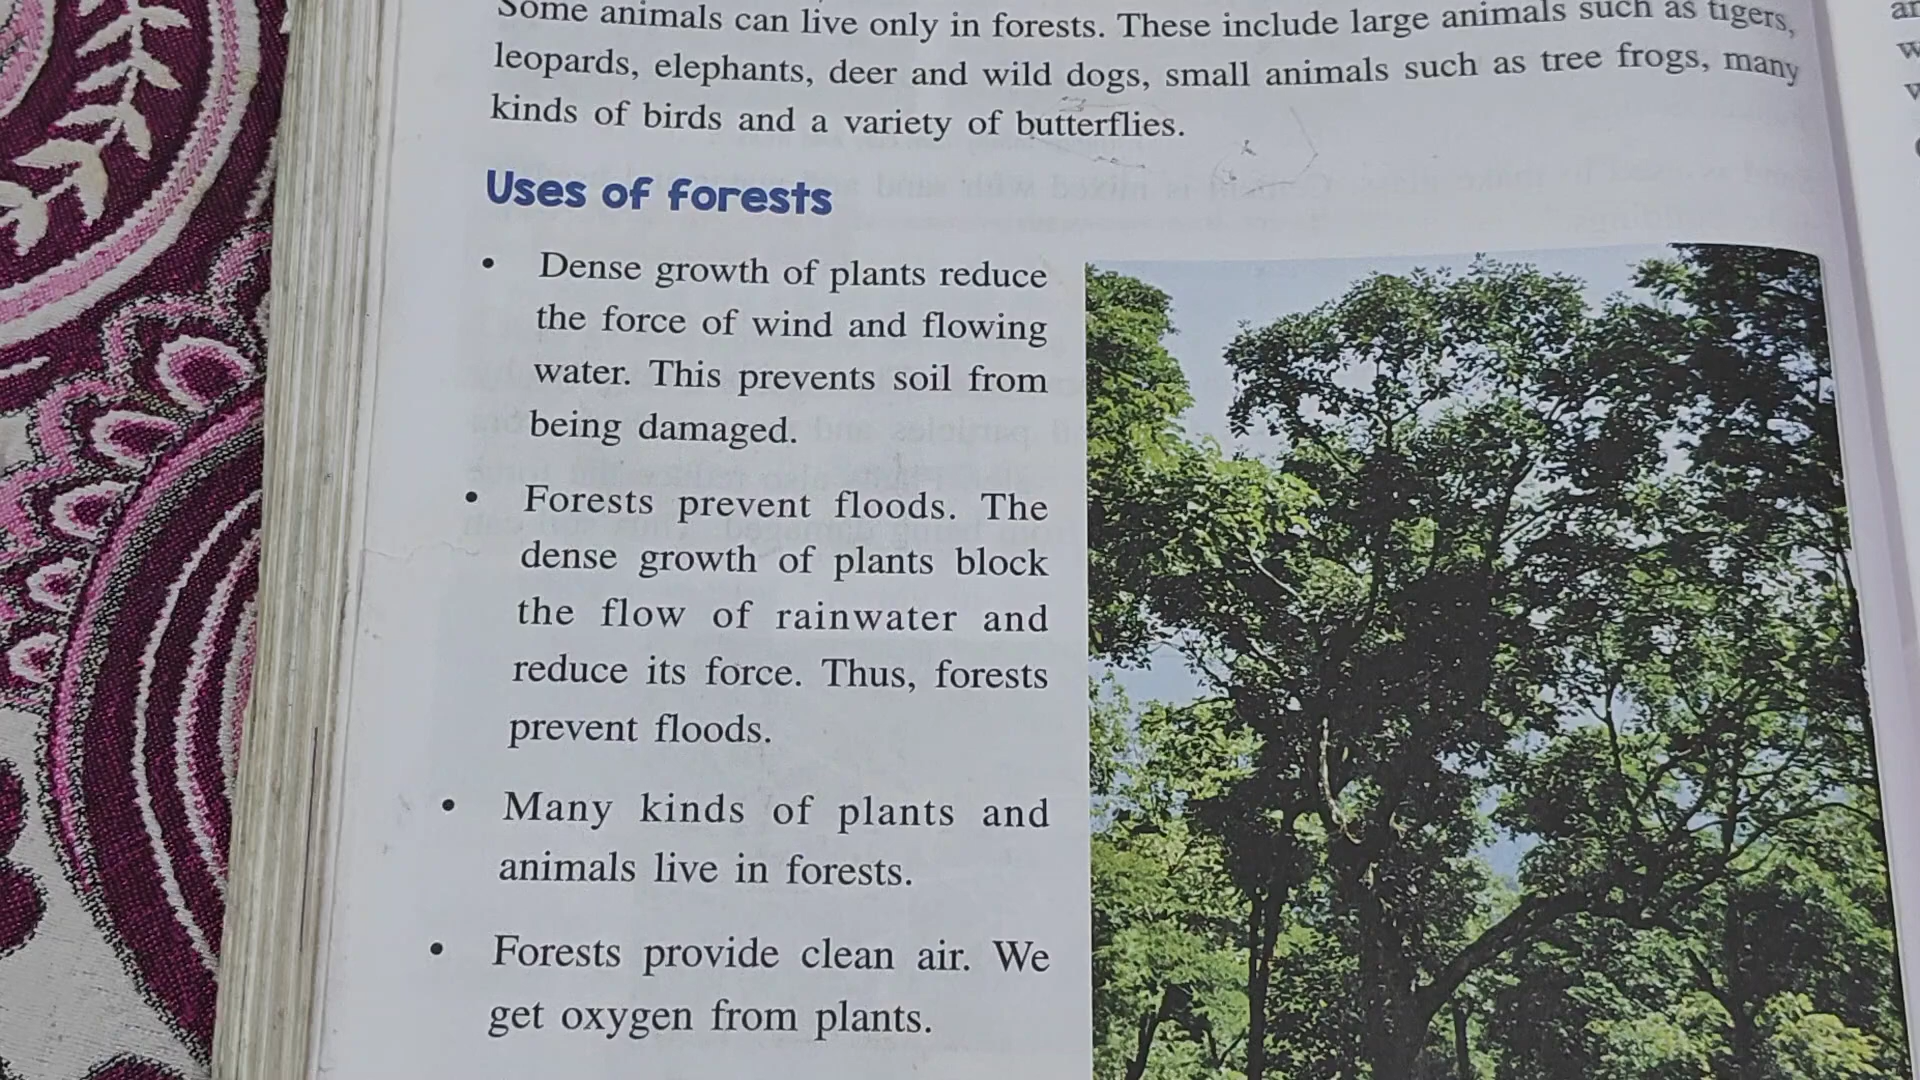 Some animals can live only in forests. These include large animals such as tigers,
leopards, elephants, deer and wild dogs, small animals such as tree frogs, many
kinds of birds and a variety of butterflies.
Uses of forests
• Dense growth of plants reduce
the force of wind and flowing
water. This prevents soil from
being damaged.
• Forests prevent floods. The
dense growth of plants block
the flow of rainwater and
reduce its force. Thus, forests
prevent floods.
• Many kinds of plants and
animals live in forests.
• Forests provide clean air. We
get oxygen from plants.